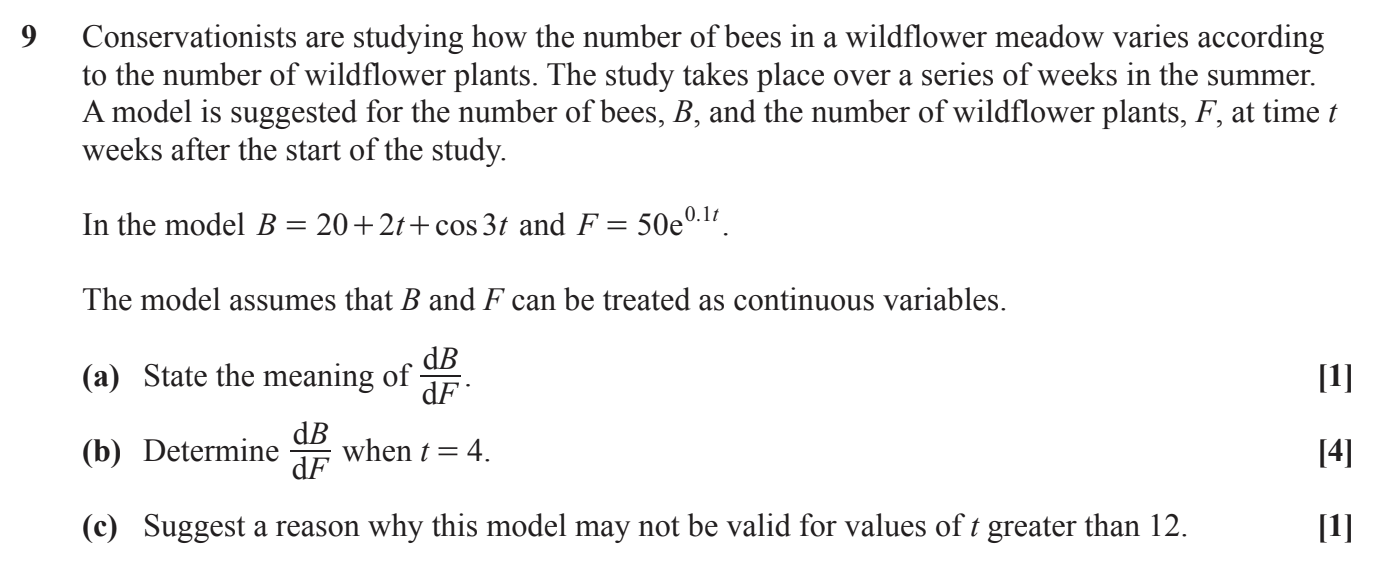 9 Conservationists are studying how the number of bees in a wildflower meadow varies according
to the number of wildflower plants. The study takes place over a series of weeks in the summer.
A model is suggested for the number of bees, B, and the number of wildflower plants, F, at time t
weeks after the start of the study.
In the model B = 20+2t+cos3t and F = 50e^{0.1t}.
The model assumes that B and F can be treated as continuous variables.
(a) State the meaning of dB/dF. [1]
(b) Determine dB/dF when t = 4. [4]
(c) Suggest a reason why this model may not be valid for values of t greater than 12. [1]